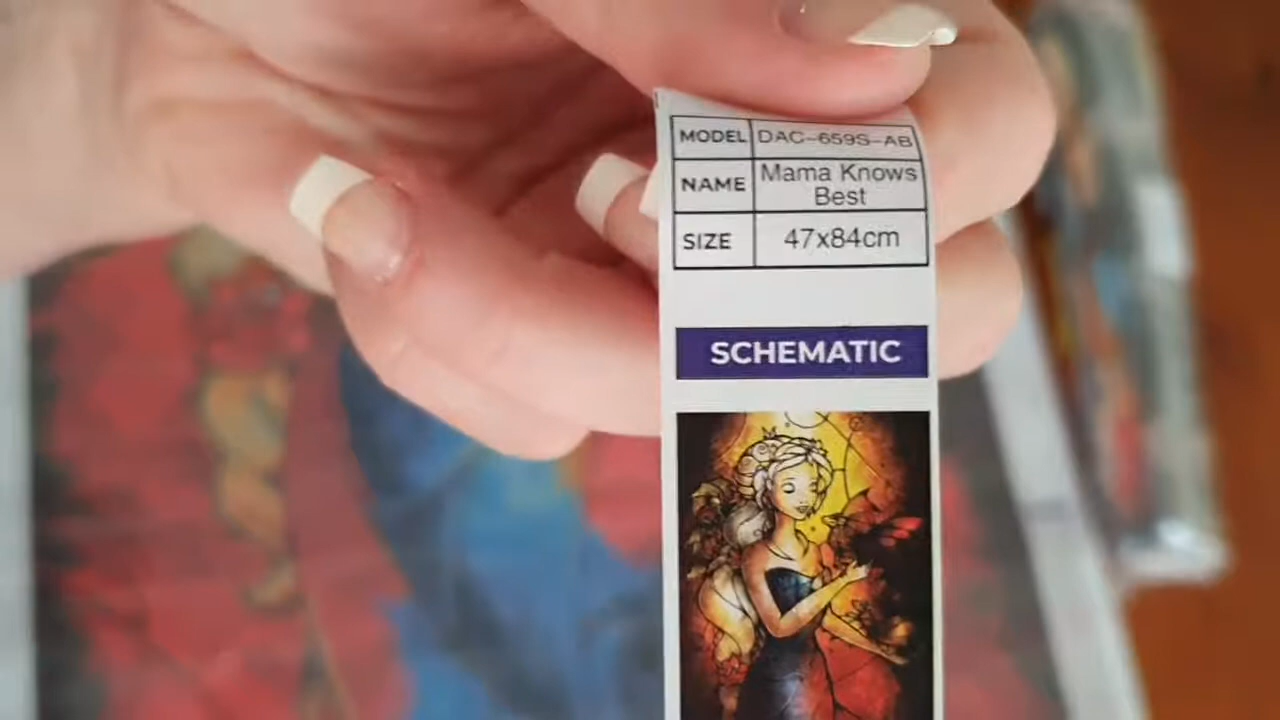 MODEL DAC-659S-AB
NAME Mama Knows
Best
SIZE 47x84cm
SCHEMATIC